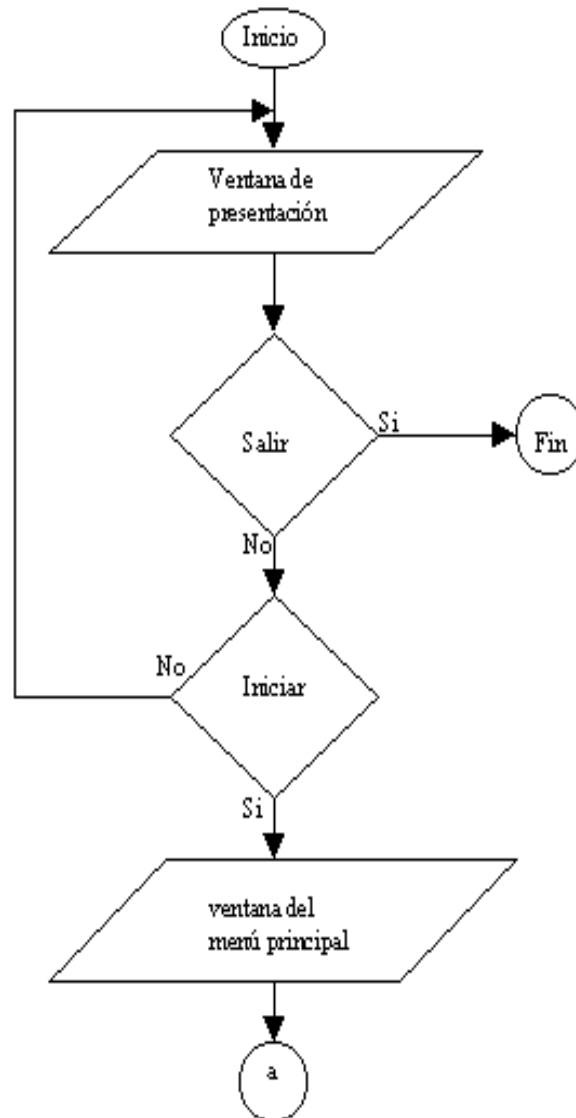 Inicio
Ventana de
presentación
Salir
Si
Fin
No
No
Iniciar
Si
ventana del
menú principal
a